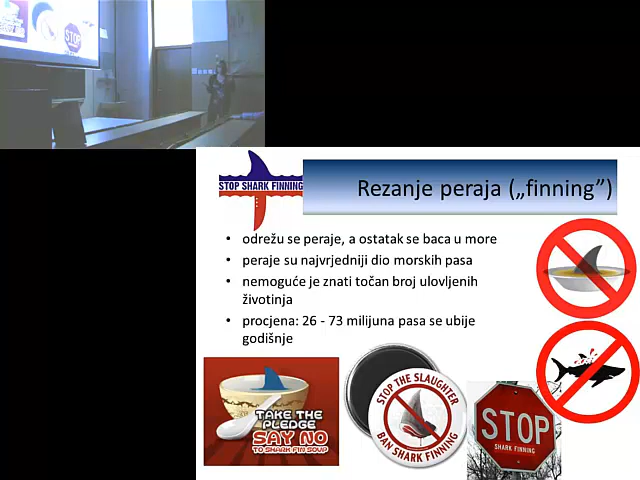 STOP SHARK FINNING
Rezanje peraja („finning”)
• odrežu se peraje, a ostatak se baca u more
• peraje su najvrjedniji dio morskih pasa
• nemoguće je znati točan broj ulovljenih
životinja
• procjena: 26 - 73 milijuna pasa se ubije
godišnje
TAKE THE
PLEDGE
SAY NO
TO SHARK FIN SOUP
STOP THE SLAUGHTER
BAN SHARK FINNING
STOP
SHARK FINNING
STOP